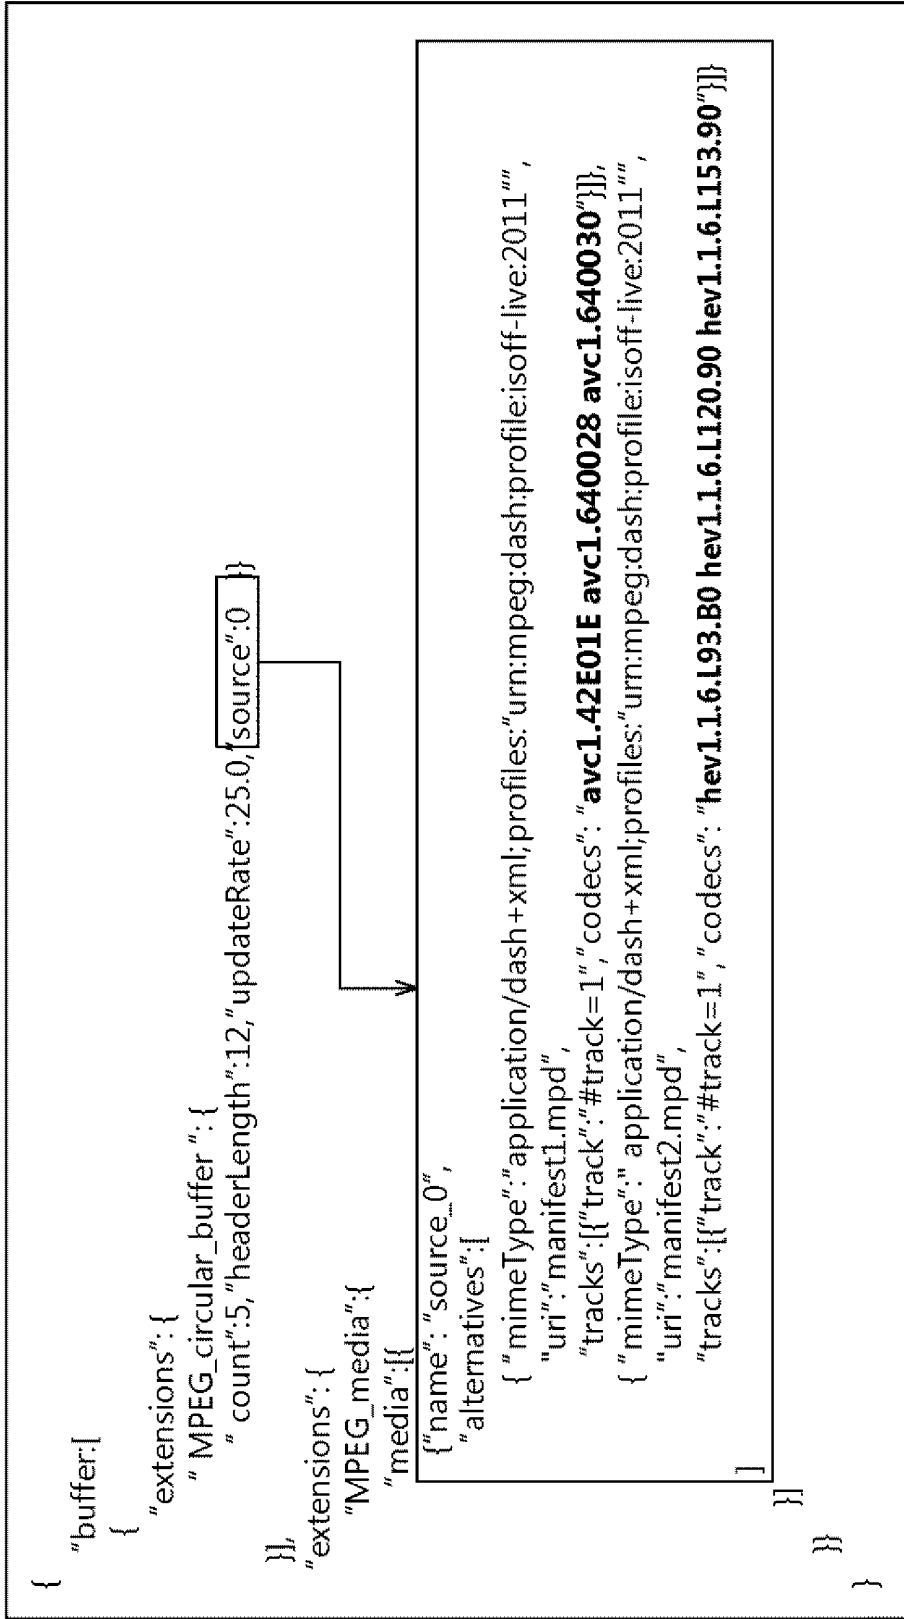 {
"buffer:[
{
"extensions": {
" MPEG_circular_buffer ": {
" count":5,"headerLength":12,"updateRate":25.0,"source":0 }}
}],
"extensions": {
"MPEG_media":{
"media":[{
{"name": "source_0",
"alternatives":[
{ "mimeType":"application/dash+xml;profiles:"urn:mpeg:dash:profile:isoff-live:2011"",
"uri":"manifest1.mpd",
"tracks":[{"track":"#track=1","codecs": "avc1.42E01E avc1.640028 avc1.640030"}]},
{ "mimeType":" application/dash+xml;profiles:"urn:mpeg:dash:profile:isoff-live:2011"",
"uri":"manifest2.mpd",
"tracks":[{"track":"#track=1", "codecs": "hev1.1.6.L93.B0 hev1.1.6.L120.90 hev1.1.6.L153.90"}]}
]
}]
}}
}